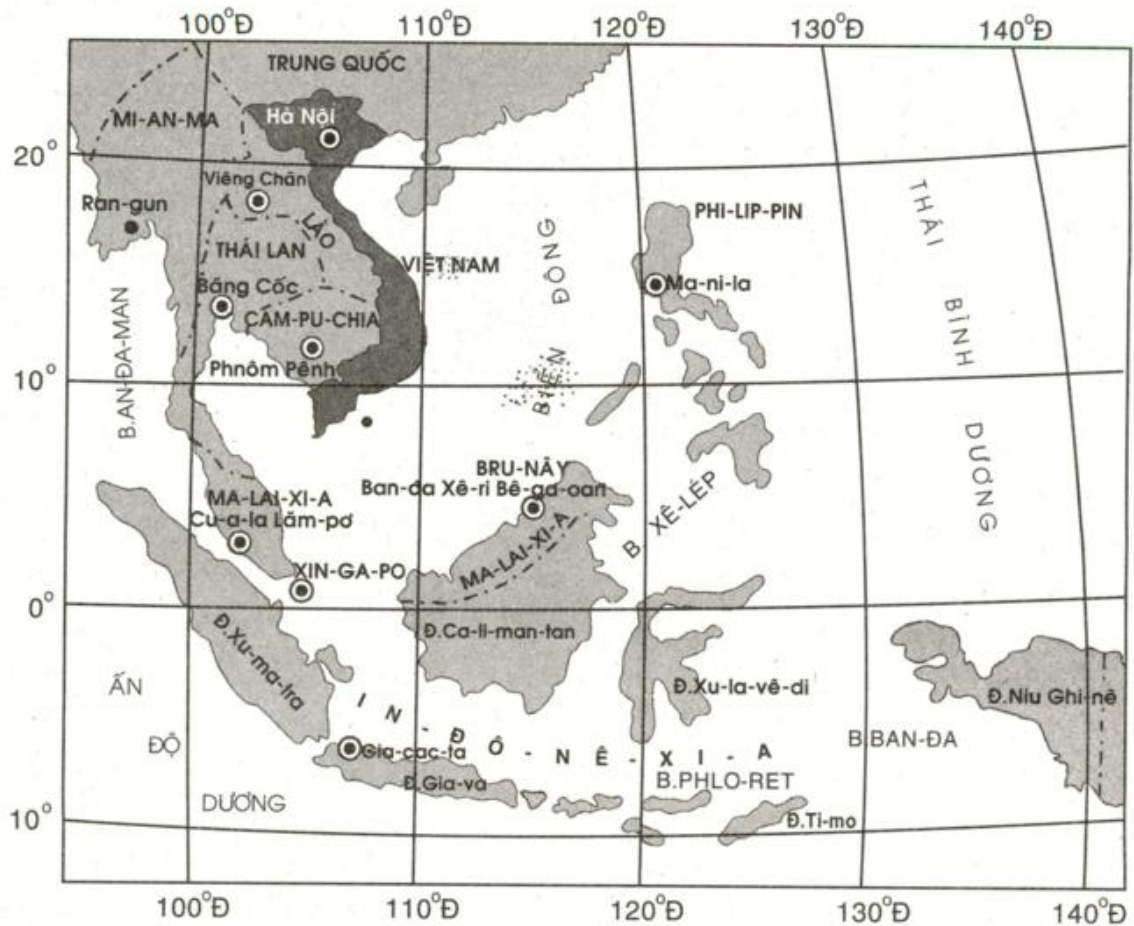 100°Đ 110°Đ 120°Đ 130°Đ 140°Đ
TRUNG QUỐC
MI-AN-MA
Hà Nội
20°
Viêng Chăn
Ran-gun
LÀO
PHI-LIP-PIN
THÁI LAN
VIỆT NAM
BIỂN ĐÔNG
THÁI BÌNH DƯƠNG
Băng Cốc
Ma-ni-la
CĂM-PU-CHIA
B.AN-ĐA-MAN
Phnôm Pênh
10°
BRU-NÂY
MA-LAI-XI-A
Ban-đa Xê-ri Bê-ga-oan
Cu-a-la Lăm-pơ
B. XÊ-LÉP
MA-LAI-XI-A
XIN-GA-PO
0°
Đ.Ca-li-man-tan
Đ.Xu-ma-tra
ẤN
Đ.Xu-la-vê-di
Đ.Niu Ghi-nê
IN-ĐÔ-NÊ-XI-A
ĐỘ
B.BAN-ĐA
Gia-cac-ta
B.PHLO-RET
Đ.Gia-va
DƯƠNG
10°
Đ.Ti-mo
100°Đ 110°Đ 120°Đ 130°Đ 140°Đ